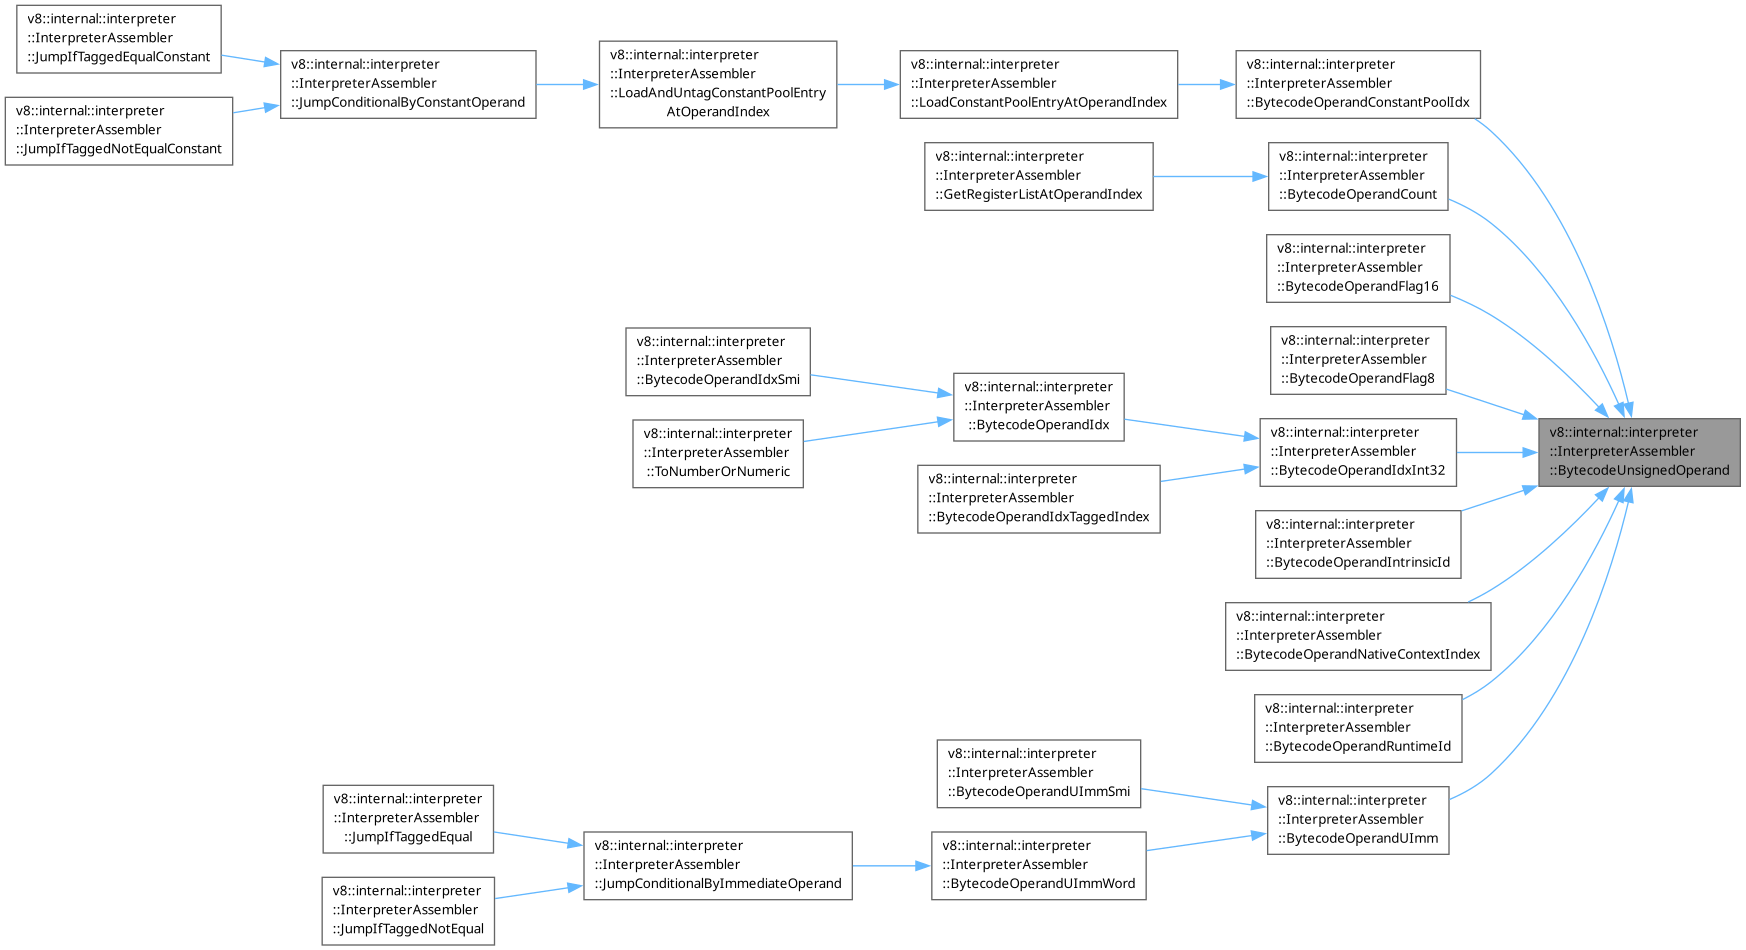 v8::internal::interpreter
::InterpreterAssembler
::JumpIfTaggedEqualConstant
v8::internal::interpreter
::InterpreterAssembler
::JumpIfTaggedNotEqualConstant
v8::internal::interpreter
::InterpreterAssembler
::JumpConditionalByConstantOperand
v8::internal::interpreter
::InterpreterAssembler
::LoadAndUntagConstantPoolEntry
AtOperandIndex
v8::internal::interpreter
::InterpreterAssembler
::LoadConstantPoolEntryAtOperandIndex
v8::internal::interpreter
::InterpreterAssembler
::BytecodeOperandConstantPoolIdx
v8::internal::interpreter
::InterpreterAssembler
::GetRegisterListAtOperandIndex
v8::internal::interpreter
::InterpreterAssembler
::BytecodeOperandCount
v8::internal::interpreter
::InterpreterAssembler
::BytecodeOperandFlag16
v8::internal::interpreter
::InterpreterAssembler
::BytecodeOperandFlag8
v8::internal::interpreter
::InterpreterAssembler
::BytecodeOperandIdxSmi
v8::internal::interpreter
::InterpreterAssembler
::ToNumberOrNumeric
v8::internal::interpreter
::InterpreterAssembler
::BytecodeOperandIdx
v8::internal::interpreter
::InterpreterAssembler
::BytecodeOperandIdxTaggedIndex
v8::internal::interpreter
::InterpreterAssembler
::BytecodeOperandIdxInt32
v8::internal::interpreter
::InterpreterAssembler
::BytecodeUnsignedOperand
v8::internal::interpreter
::InterpreterAssembler
::BytecodeOperandIntrinsicId
v8::internal::interpreter
::InterpreterAssembler
::BytecodeOperandNativeContextIndex
v8::internal::interpreter
::InterpreterAssembler
::BytecodeOperandRuntimeId
v8::internal::interpreter
::InterpreterAssembler
::BytecodeOperandUImmSmi
v8::internal::interpreter
::InterpreterAssembler
::BytecodeOperandUImm
v8::internal::interpreter
::InterpreterAssembler
::JumpIfTaggedEqual
v8::internal::interpreter
::InterpreterAssembler
::JumpIfTaggedNotEqual
v8::internal::interpreter
::InterpreterAssembler
::JumpConditionalByImmediateOperand
v8::internal::interpreter
::InterpreterAssembler
::BytecodeOperandUImmWord